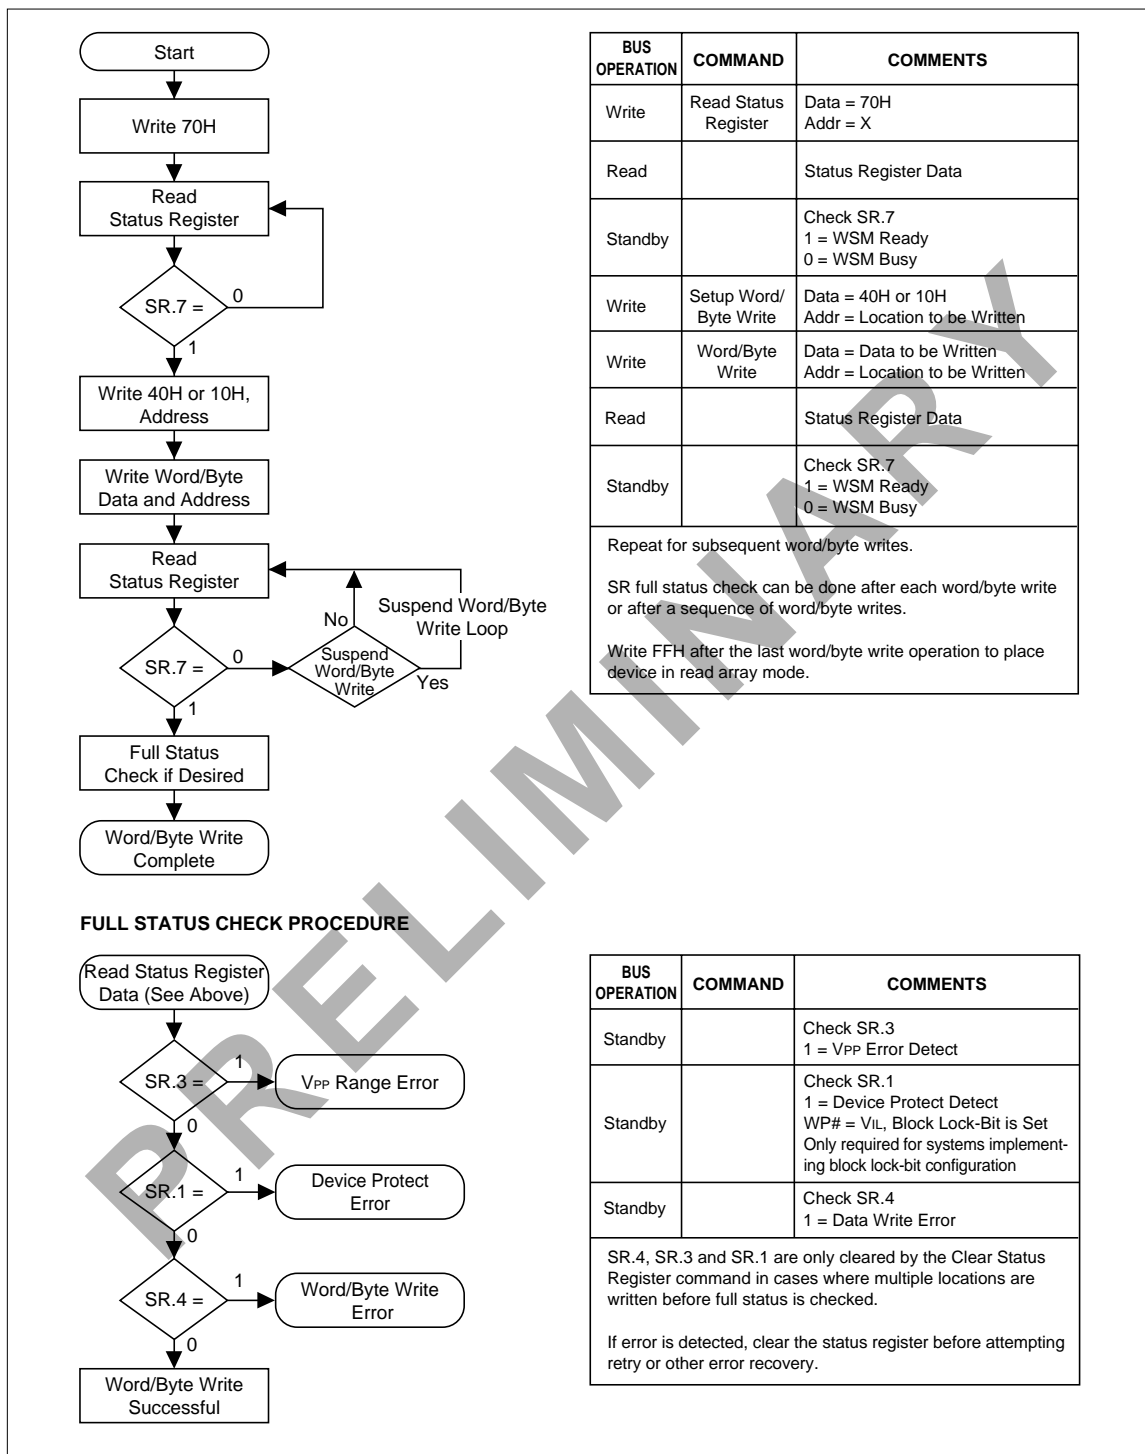 Start
Write 70H
Read
Status Register
SR.7 =
0
1
Write 40H or 10H,
Address
Write Word/Byte
Data and Address
Read
Status Register
SR.7 =
0
Suspend
Word/Byte
Write
No
Yes
Suspend Word/Byte
Write Loop
1
Full Status
Check if Desired
Word/Byte Write
Complete
BUS
OPERATION
COMMAND
COMMENTS
Write
Read Status
Register
Data = 70H
Addr = X
Read
Status Register Data
Standby
Check SR.7
1 = WSM Ready
0 = WSM Busy
Write
Setup Word/
Byte Write
Data = 40H or 10H
Addr = Location to be Written
Write
Word/Byte
Write
Data = Data to be Written
Addr = Location to be Written
Read
Status Register Data
Standby
Check SR.7
1 = WSM Ready
0 = WSM Busy
Repeat for subsequent word/byte writes.
SR full status check can be done after each word/byte write
or after a sequence of word/byte writes.
Write FFH after the last word/byte write operation to place
device in read array mode.
FULL STATUS CHECK PROCEDURE
Read Status Register
Data (See Above)
SR.3 =
1
VPP Range Error
0
SR.1 =
1
Device Protect
Error
0
SR.4 =
1
Word/Byte Write
Error
0
Word/Byte Write
Successful
BUS
OPERATION
COMMAND
COMMENTS
Standby
Check SR.3
1 = VPP Error Detect
Standby
Check SR.1
1 = Device Protect Detect
WP# = VIL, Block Lock-Bit is Set
Only required for systems implement-
ing block lock-bit configuration
Standby
Check SR.4
1 = Data Write Error
SR.4, SR.3 and SR.1 are only cleared by the Clear Status
Register command in cases where multiple locations are
written before full status is checked.
If error is detected, clear the status register before attempting
retry or other error recovery.
PRELIMINARY